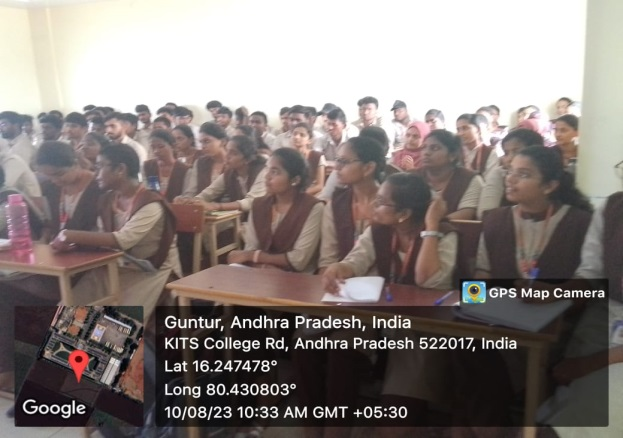 GPS Map Camera
Guntur, Andhra Pradesh, India
KITS College Rd, Andhra Pradesh 522017, India
Lat 16.247478°
Long 80.430803°
10/08/23 10:33 AM GMT +05:30
Google